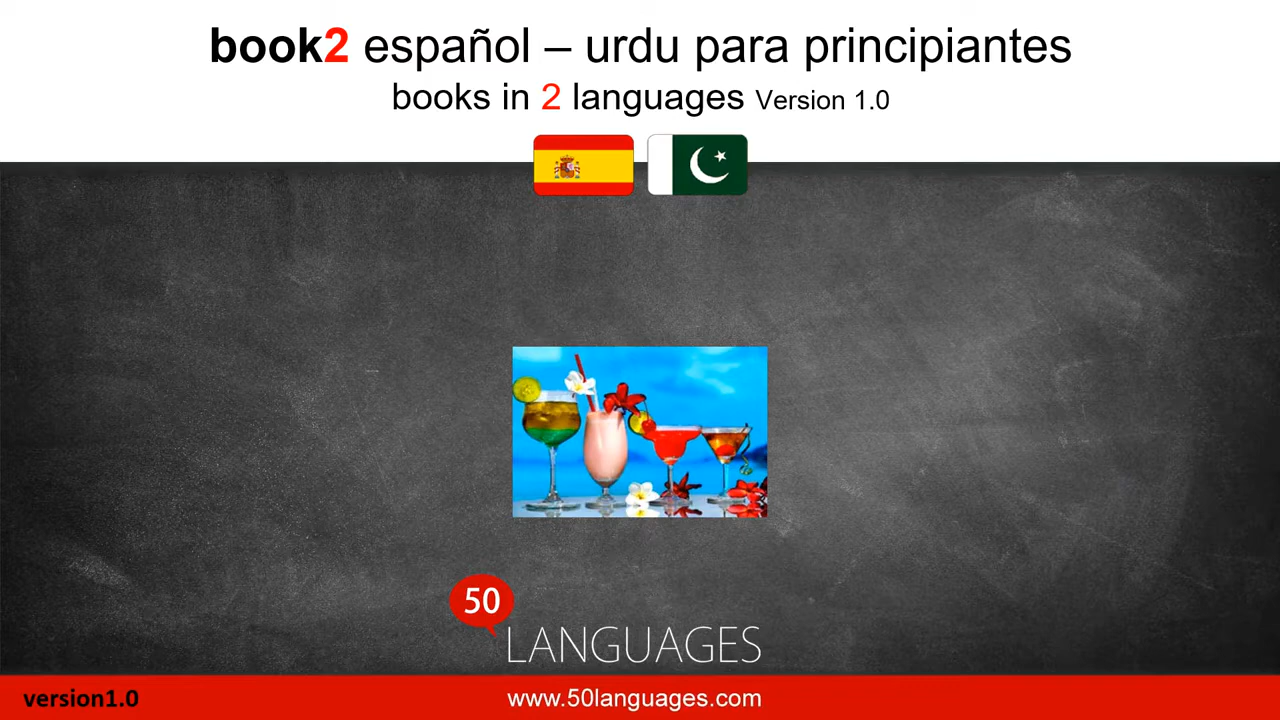 book2 español – urdu para principiantes
books in 2 languages Version 1.0
50
LANGUAGES
version1.0
www.50languages.com